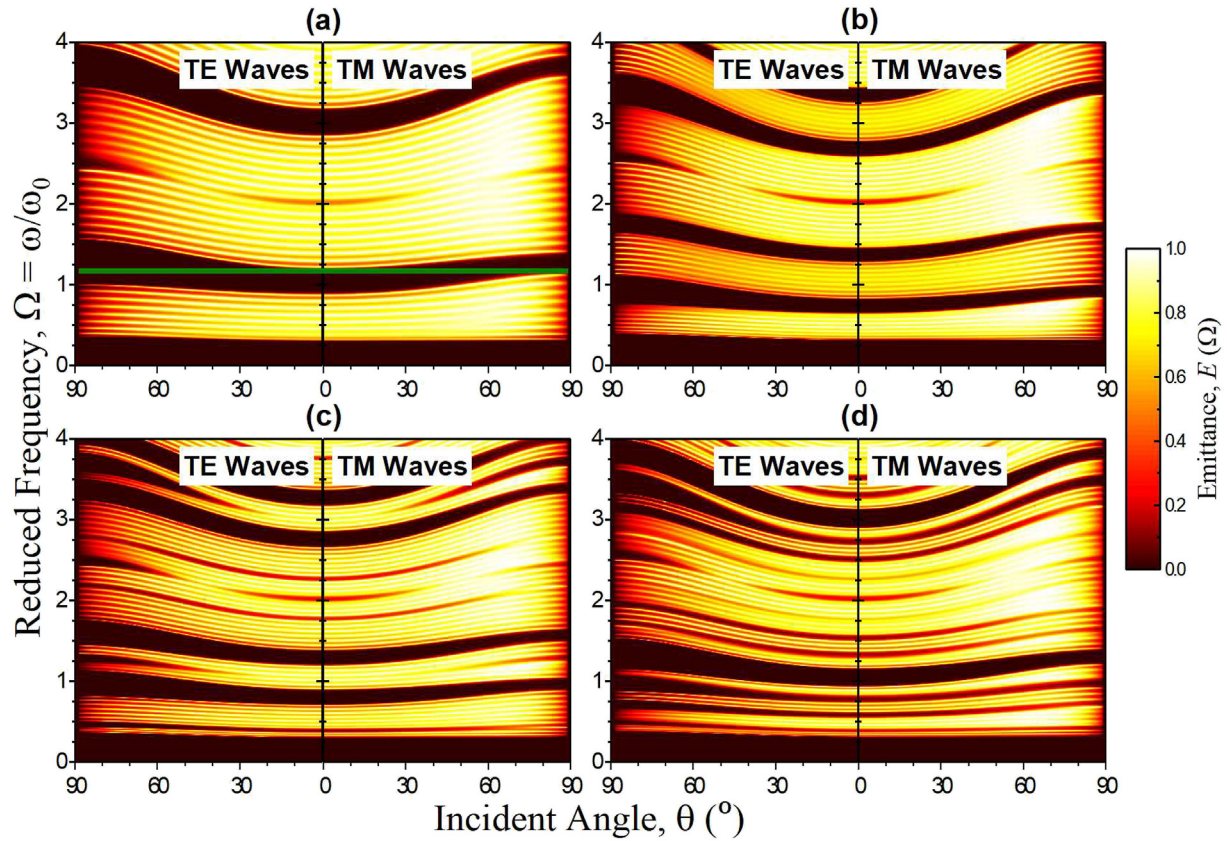 (a)
(b)
4
3
2
1
0
TE Waves TM Waves
90 60 30 0 30 60 90
4
3
2
1
0
TE Waves TM Waves
90 60 30 0 30 60 90
(c)
(d)
4
3
2
1
0
TE Waves TM Waves
90 60 30 0 30 60 90
4
3
2
1
0
TE Waves TM Waves
90 60 30 0 30 60 90
Reduced Frequency, Ω = ω/ω₀
Incident Angle, θ (°)
1.0
0.8
0.6
0.4
0.2
0.0
Emittance, E (Ω)